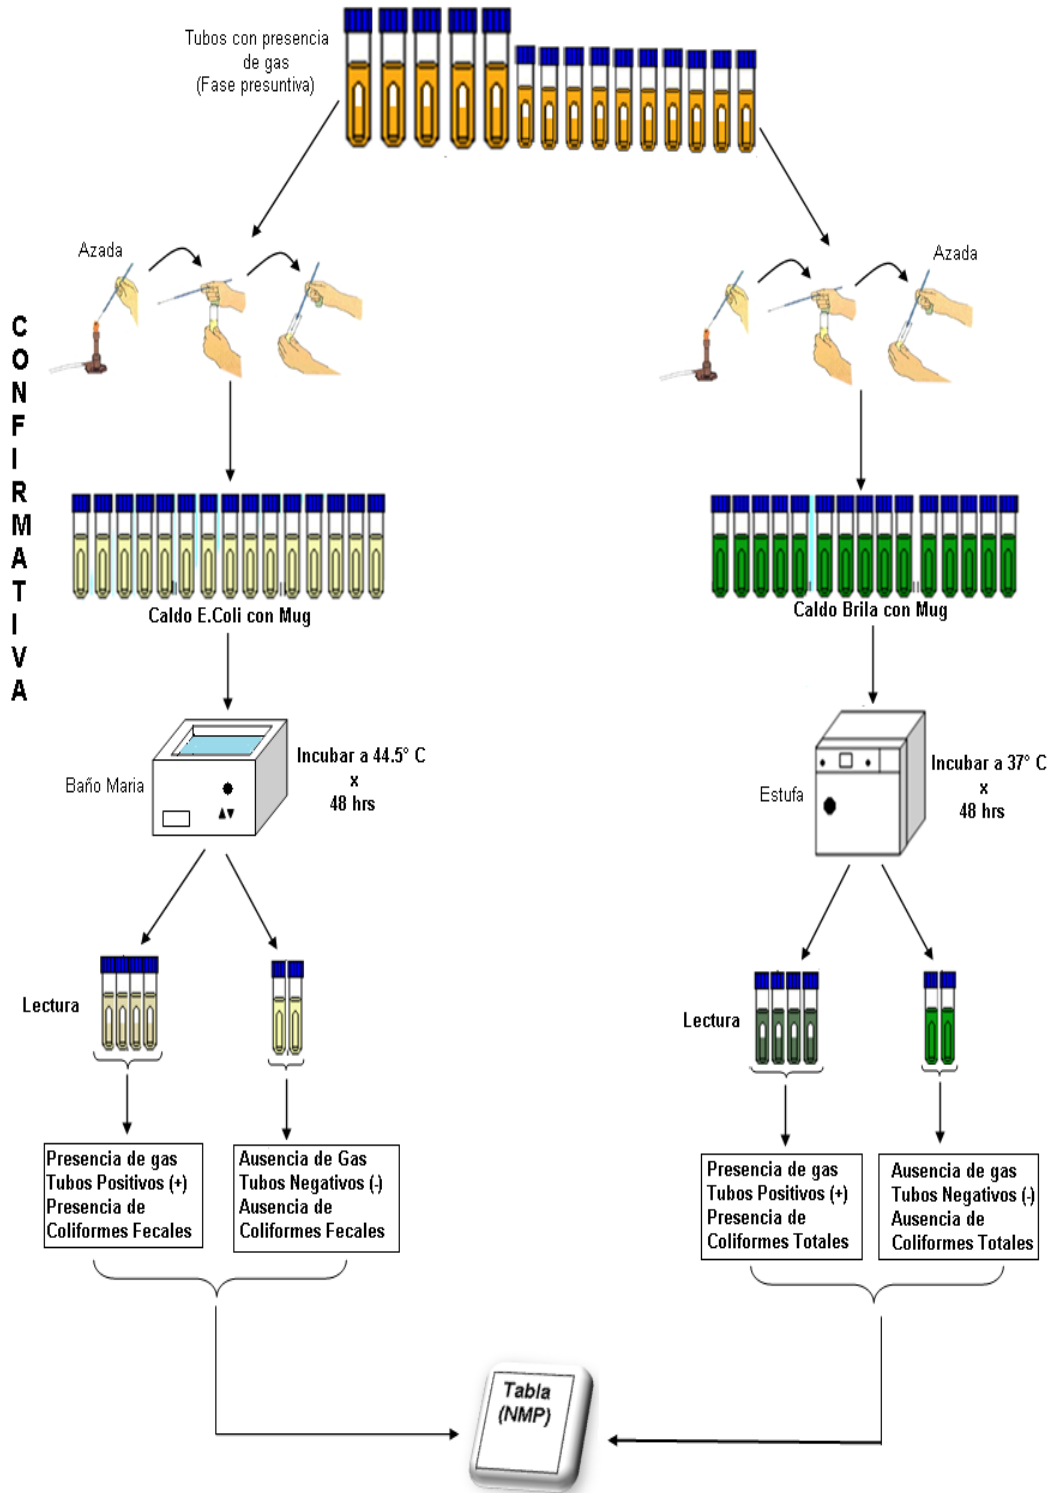 Tubos con presencia
de gas
(Fase presuntiva)
Azada
Azada
CONFIRMATIVA
Caldo E.Coli con Mug
Caldo Brila con Mug
Baño Maria
Incubar a 44.5° C
x
48 hrs
Estufa
Incubar a 37° C
x
48 hrs
Lectura
Lectura
Presencia de gas
Tubos Positivos (+)
Presencia de
Coliformes Fecales
Ausencia de Gas
Tubos Negativos (-)
Ausencia de
Coliformes Fecales
Presencia de gas
Tubos Positivos (+)
Presencia de
Coliformes Totales
Ausencia de gas
Tubos Negativos (-)
Ausencia de
Coliformes Totales
Tabla
(NMP)